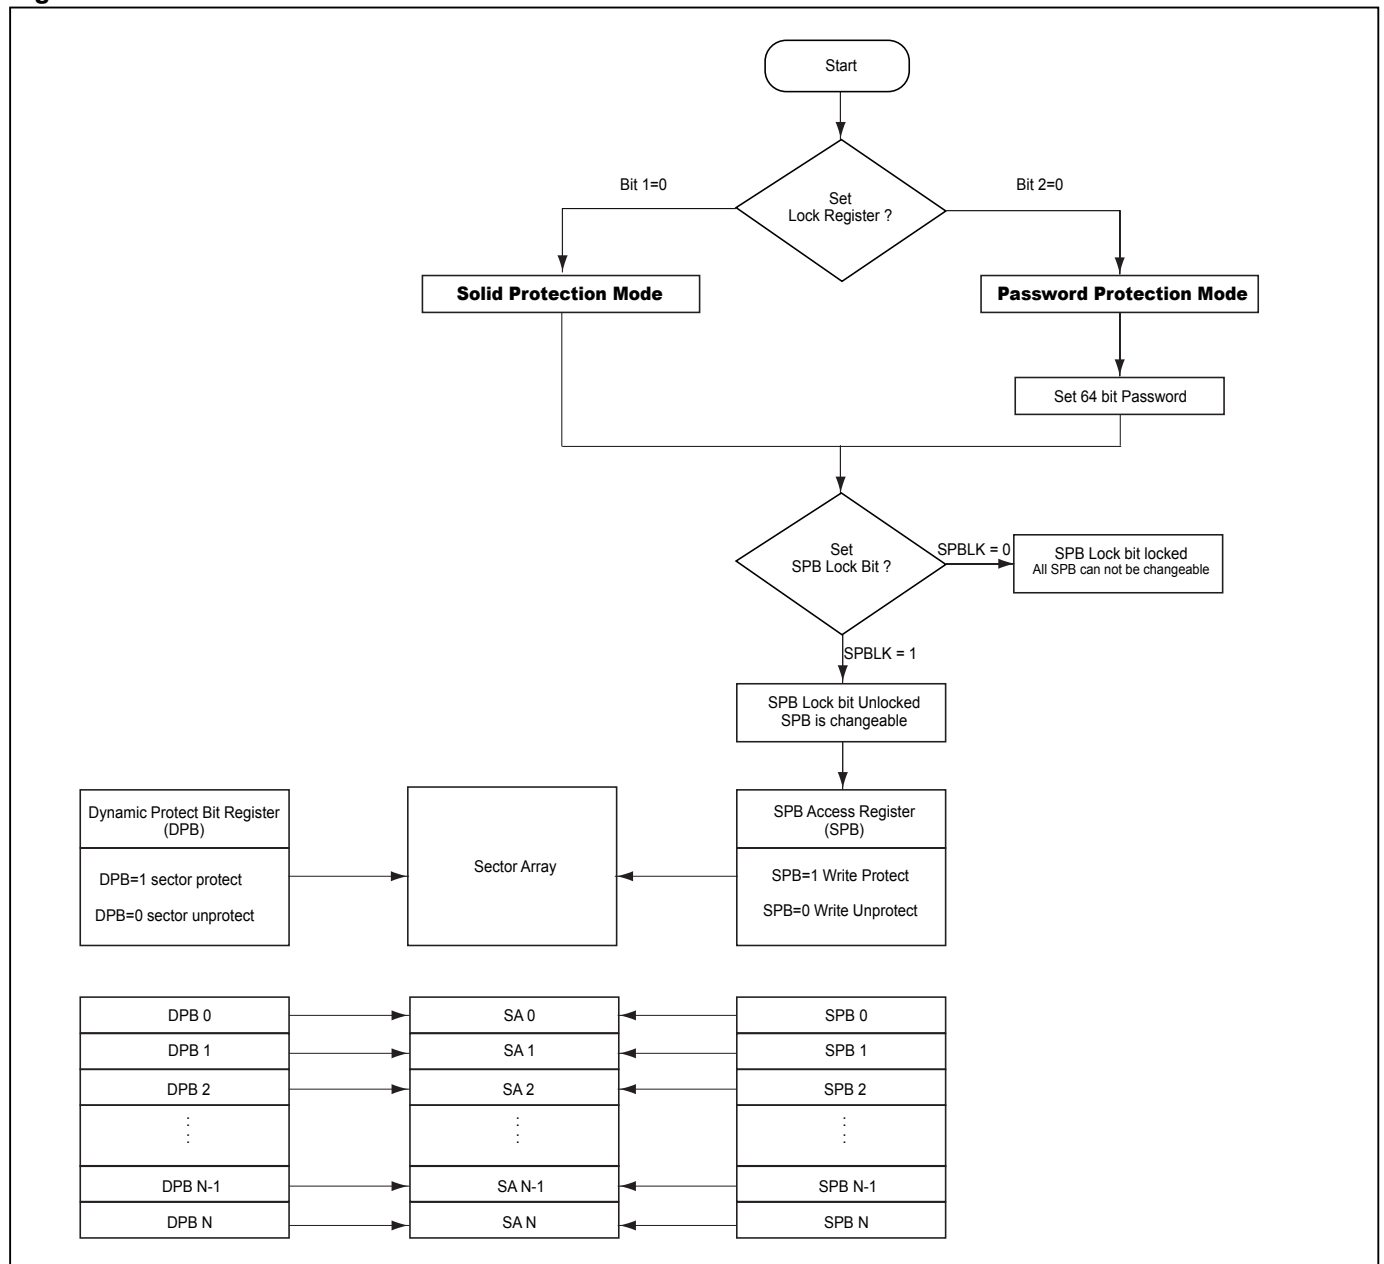 Start
Set
Lock Register ?
Bit 1=0
Bit 2=0
Solid Protection Mode
Password Protection Mode
Set 64 bit Password
Set
SPB Lock Bit ?
SPBLK = 0
SPB Lock bit locked
All SPB can not be changeable
SPBLK = 1
SPB Lock bit Unlocked
SPB is changeable
Dynamic Protect Bit Register
(DPB)
DPB=1 sector protect
DPB=0 sector unprotect
Sector Array
SPB Access Register
(SPB)
SPB=1 Write Protect
SPB=0 Write Unprotect
DPB 0
SA 0
SPB 0
DPB 1
SA 1
SPB 1
DPB 2
SA 2
SPB 2
DPB N-1
SA N-1
SPB N-1
DPB N
SA N
SPB N